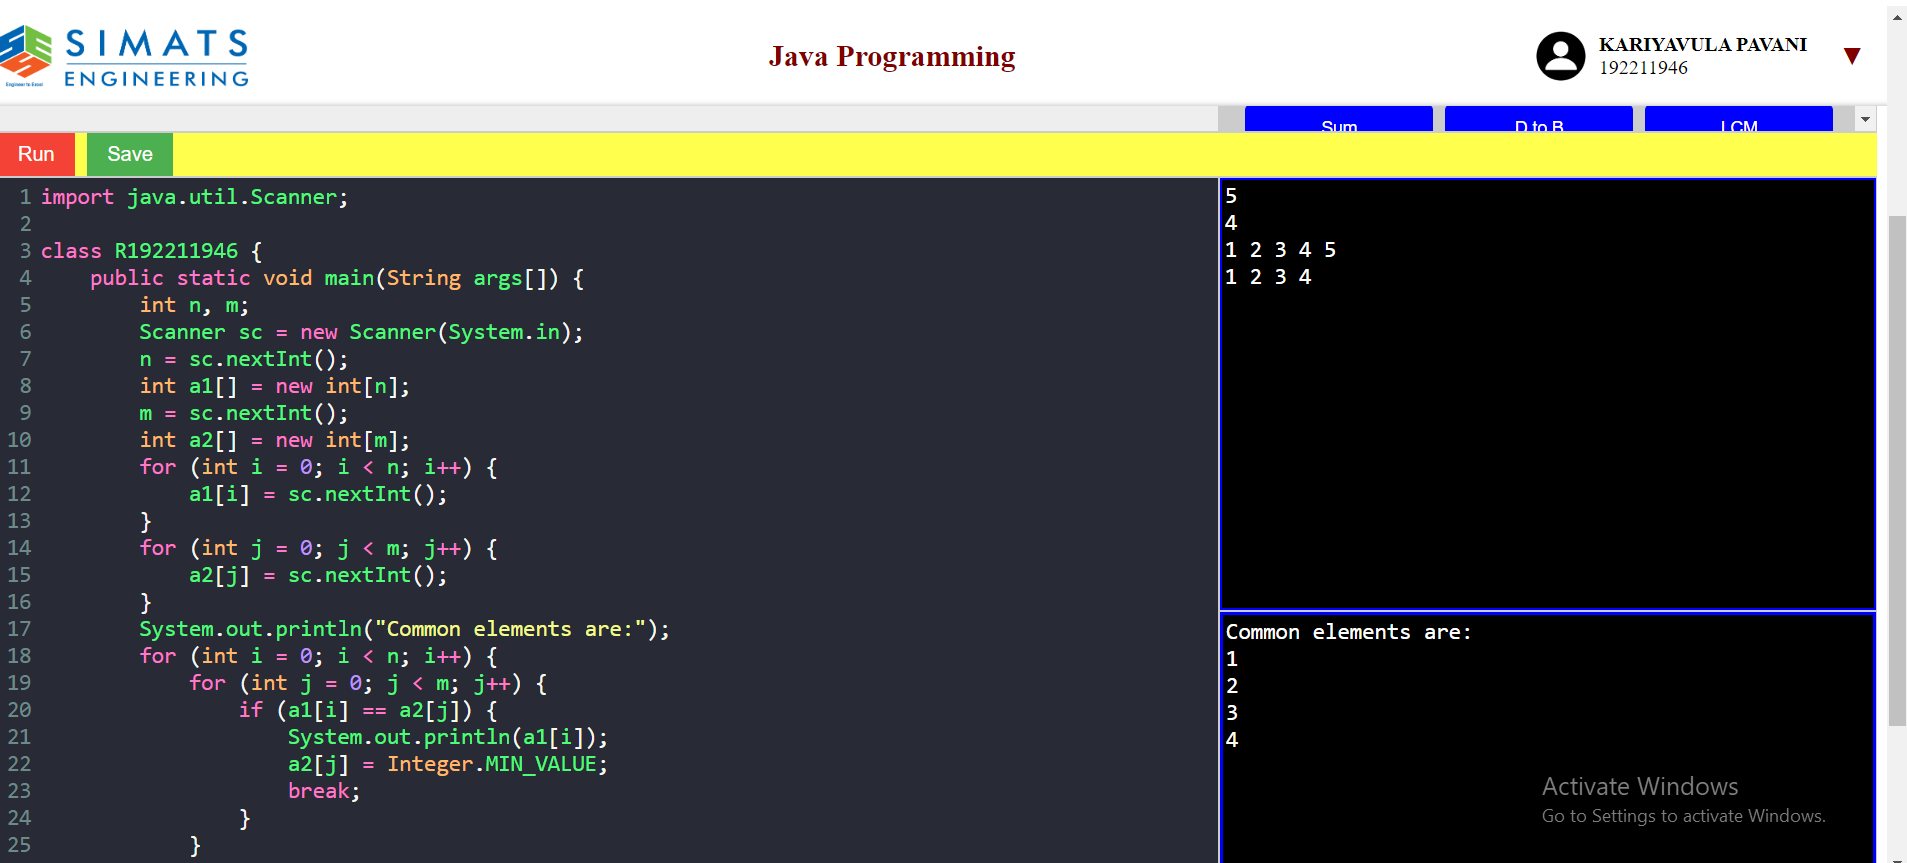 SIMATS
ENGINEERING
Engineer to Excel
Java Programming
KARIYAVULA PAVANI
192211946
Sum
D to B
LCM
Run
Save
1 import java.util.Scanner;
2
3 class R192211946 {
4     public static void main(String args[]) {
5         int n, m;
6         Scanner sc = new Scanner(System.in);
7         n = sc.nextInt();
8         int a1[] = new int[n];
9         m = sc.nextInt();
10         int a2[] = new int[m];
11         for (int i = 0; i < n; i++) {
12             a1[i] = sc.nextInt();
13         }
14         for (int j = 0; j < m; j++) {
15             a2[j] = sc.nextInt();
16         }
17         System.out.println("Common elements are:");
18         for (int i = 0; i < n; i++) {
19             for (int j = 0; j < m; j++) {
20                 if (a1[i] == a2[j]) {
21                     System.out.println(a1[i]);
22                     a2[j] = Integer.MIN_VALUE;
23                     break;
24                 }
25             }
5
4
1 2 3 4 5
1 2 3 4
Common elements are:
1
2
3
4
Activate Windows
Go to Settings to activate Windows.